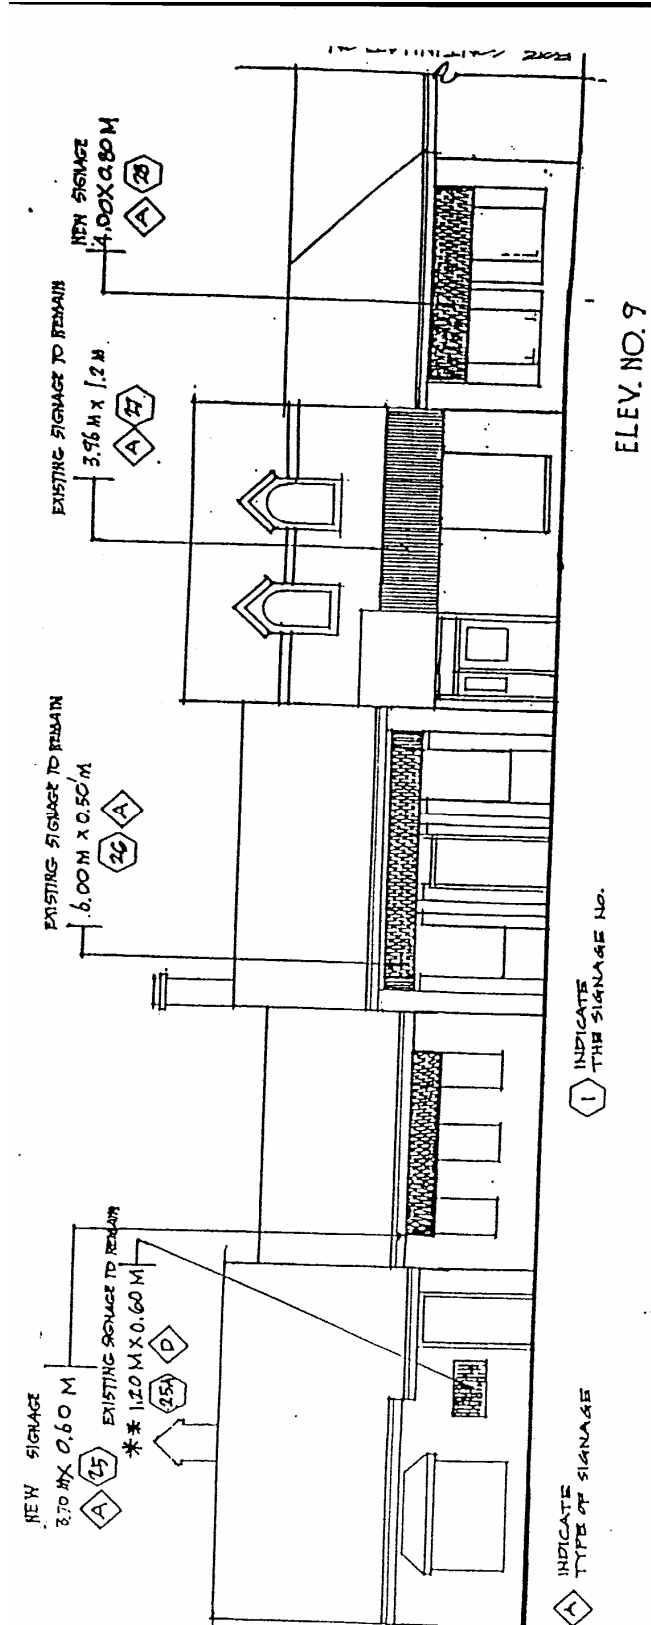 NEW SIGNAGE
3.70 M X 0.60 M
A 25
EXISTING SIGNAGE TO REMAIN
** 1.20 M X 0.60 M
25A D
EXISTING SIGNAGE TO REMAIN
6.00 M X 0.50 M
26 A
EXISTING SIGNAGE TO REMAIN
3.96 M X 1.2 M
A 27
NEW SIGNAGE
4.00 X 0.80 M
A 28
A INDICATE
TYPE OF SIGNAGE
1 INDICATE
THE SIGNAGE NO.
ELEV. NO. 9